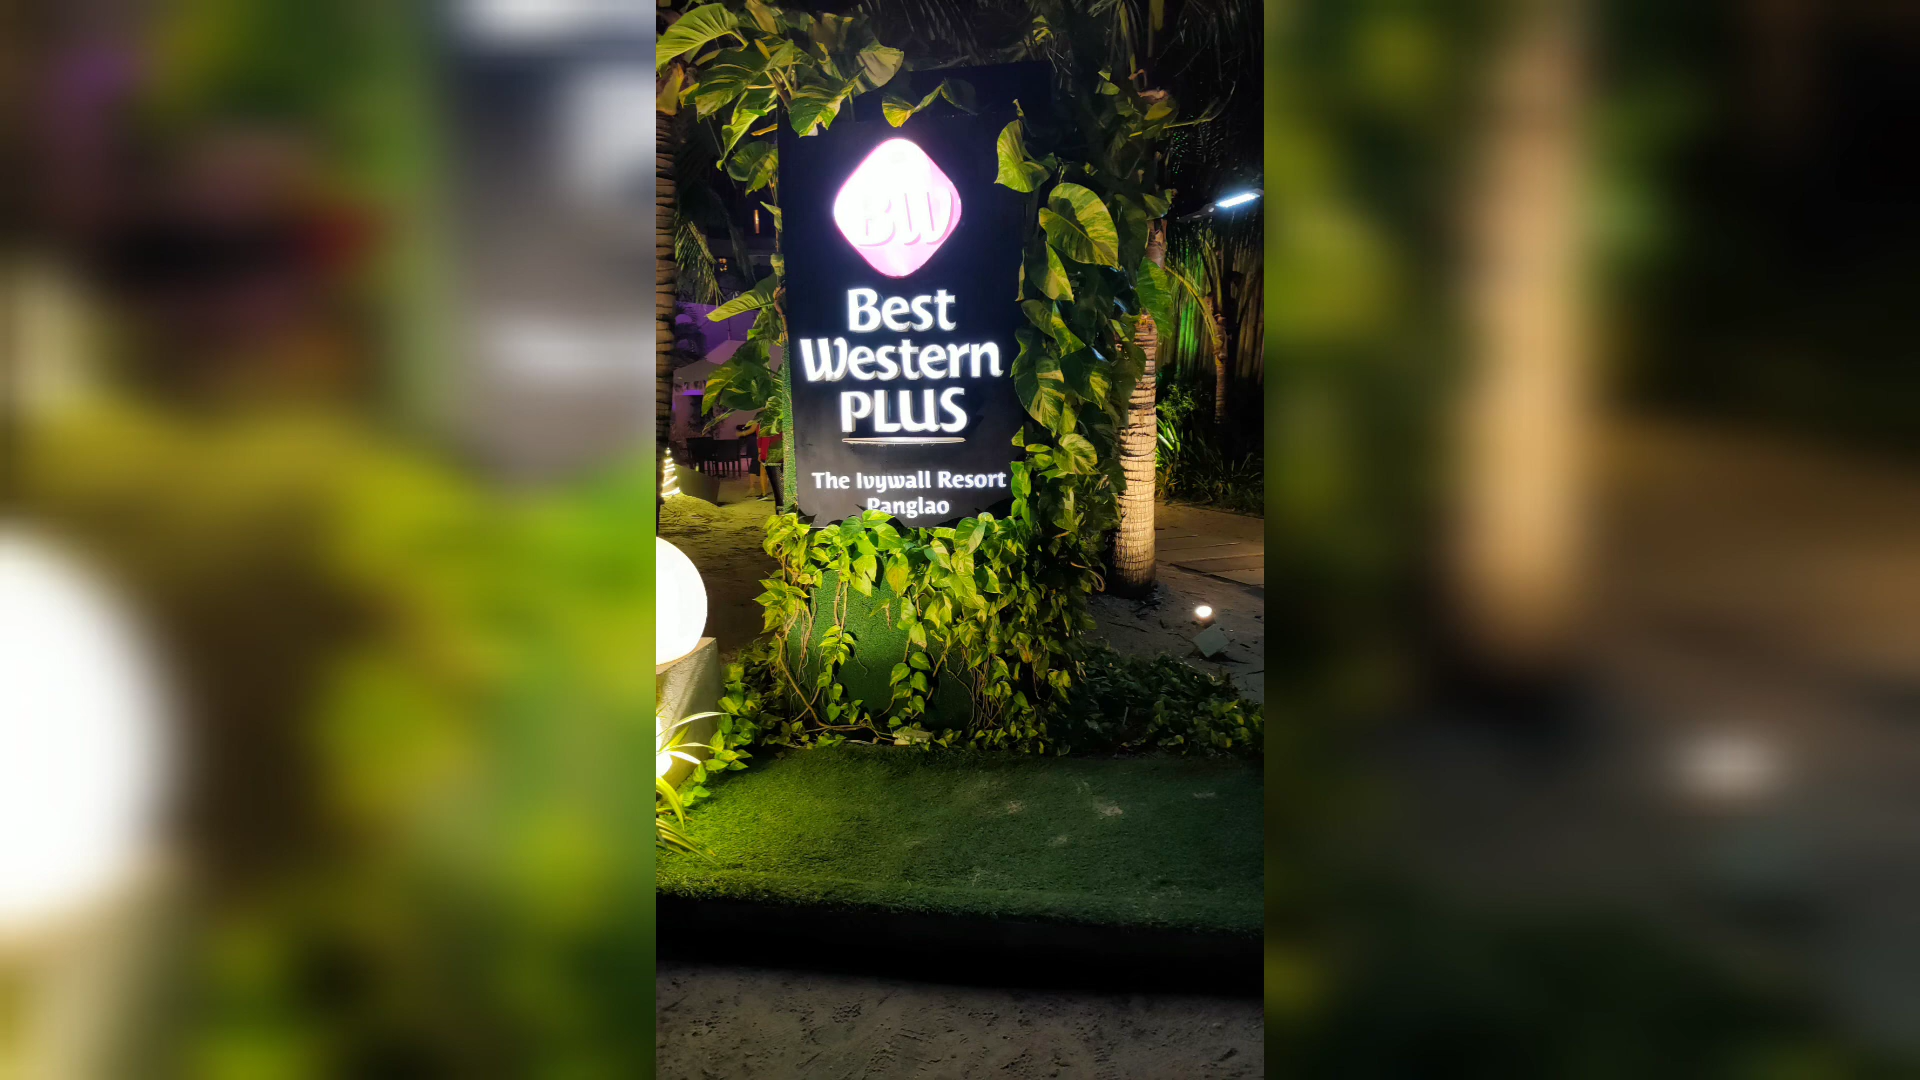 BW
Best
Western
PLUS
The Ivywall Resort
Panglao